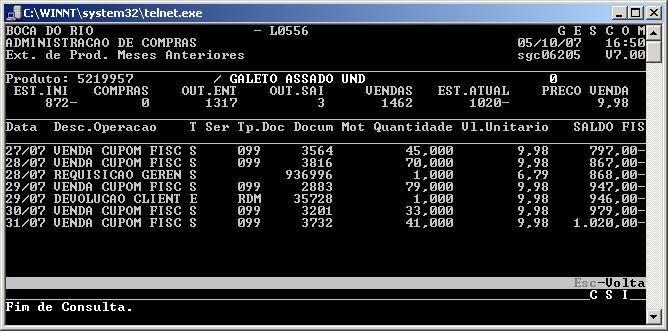 C:\WINNT\system32\telnet.exe
BOCA DO RIO - L0556 G E S C O M
ADMINISTRACAO DE COMPRAS 05/10/07 16:50
Ext. de Prod. Meses Anteriores sgc06205 V7.00
Produto: 5219957 / GALETO ASSADO UND 0
EST.INI COMPRAS OUT.ENT OUT.SAI VENDAS EST.ATUAL PRECO VENDA
872- 0 1317 3 1462 1020- 9,98
Data Desc.Operacao T Ser Tp.Doc Docum Mot Quantidade Vl.Unitario SALDO FIS
27/07 VENDA CUPOM FISC S 099 3564 45,000 9,98 797,00-
28/07 VENDA CUPOM FISC S 099 3816 70,000 9,98 867,00-
28/07 REQUISICAO GEREN S 936996 1,000 6,79 868,00-
29/07 VENDA CUPOM FISC S 099 2883 79,000 9,98 947,00-
29/07 DEVOLUCAO CLIENT E RDM 35728 1,000 9,98 946,00-
30/07 VENDA CUPOM FISC S 099 3201 33,000 9,98 979,00-
31/07 VENDA CUPOM FISC S 099 3732 41,000 9,98 1.020,00-
Esc-Volta
C S I
Fim de Consulta.